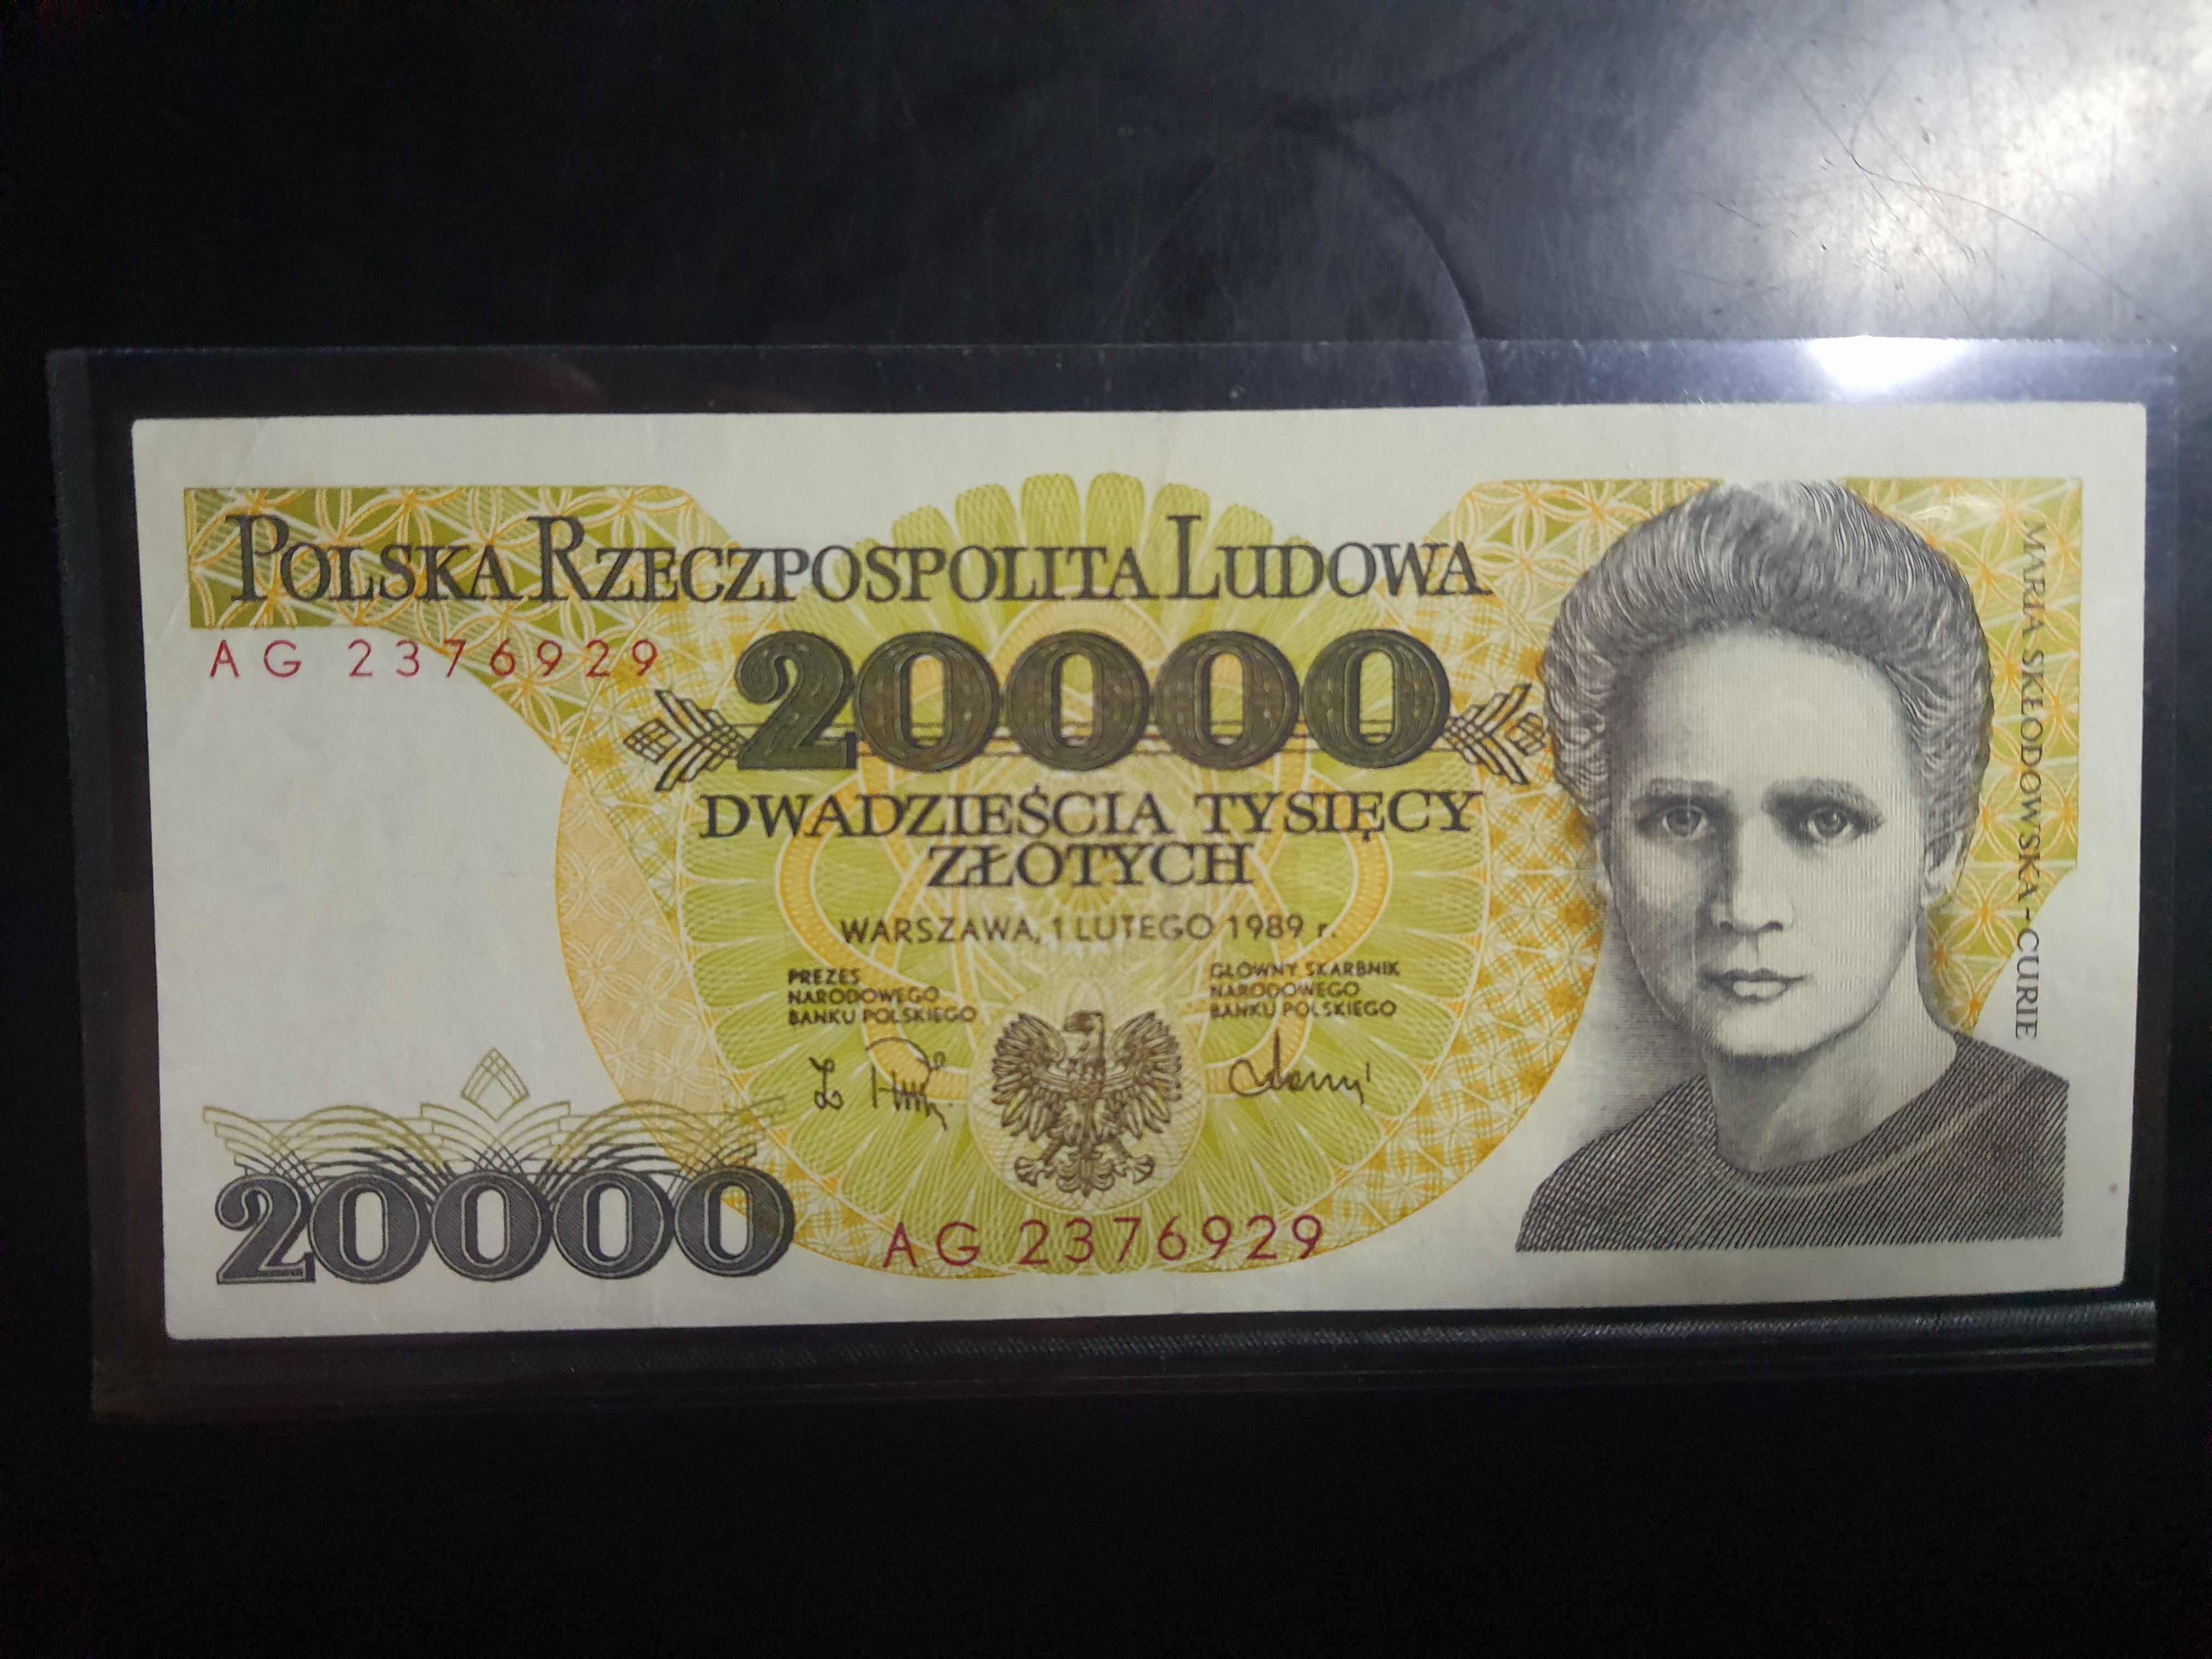 POLSKA RZECZPOSPOLITA LUDOWA
AG 2376929
20000
DWADZIEŚCIA TYSIĘCY
ZŁOTYCH
WARSZAWA, 1 LUTEGO 1989 r.
PREZES
NARODOWEGO
BANKU POLSKIEGO
GŁÓWNY SKARBNIK
NARODOWEGO
BANKU POLSKIEGO
20000
AG 2376929
MARIA SKŁODOWSKA-CURIE